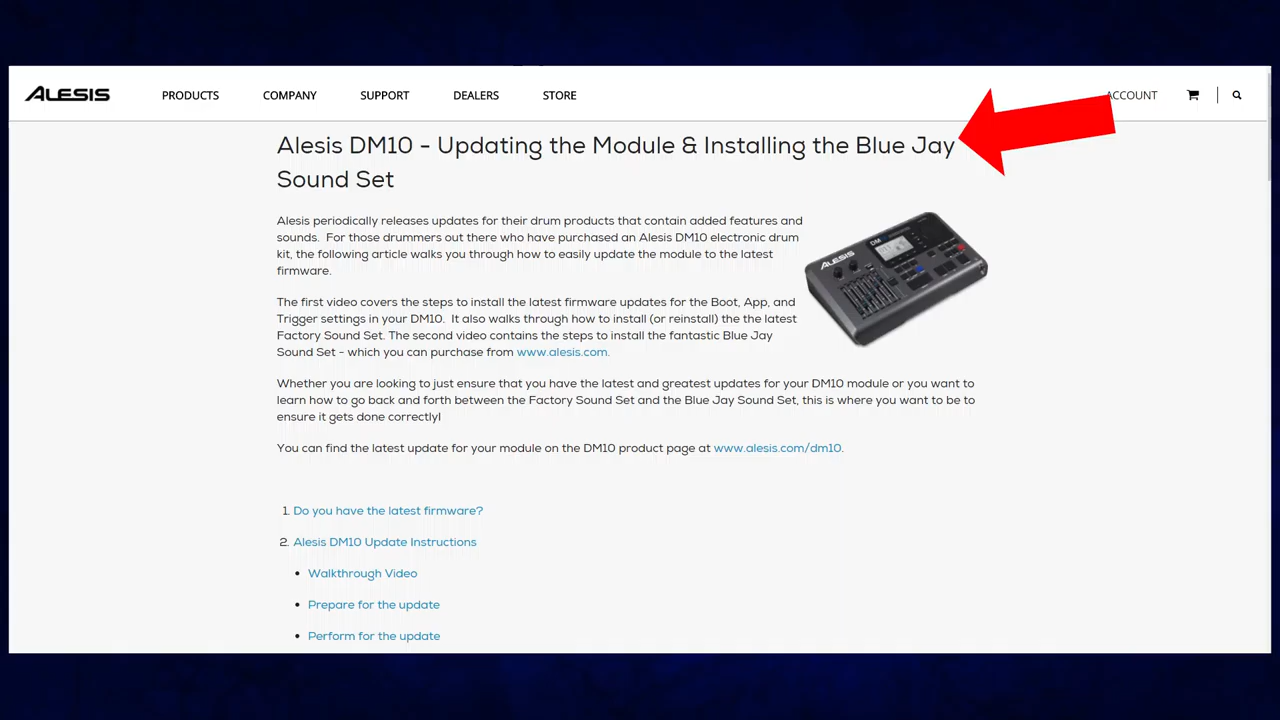 ALESIS PRODUCTS COMPANY SUPPORT DEALERS STORE ACCOUNT
Alesis DM10 - Updating the Module & Installing the Blue Jay
Sound Set
Alesis periodically releases updates for their drum products that contain added features and
sounds. For those drummers out there who have purchased an Alesis DM10 electronic drum
kit, the following article walks you through how to easily update the module to the latest
firmware.
ALESIS DM
The first video covers the steps to install the latest firmware updates for the Boot, App, and
Trigger settings in your DM10. It also walks through how to install (or reinstall) the the latest
Factory Sound Set. The second video contains the steps to install the fantastic Blue Jay
Sound Set - which you can purchase from www.alesis.com.
Whether you are looking to just ensure that you have the latest and greatest updates for your DM10 module or you want to
learn how to go back and forth between the Factory Sound Set and the Blue Jay Sound Set, this is where you want to be to
ensure it gets done correctly!
You can find the latest update for your module on the DM10 product page at www.alesis.com/dm10.
1. Do you have the latest firmware?
2. Alesis DM10 Update Instructions
• Walkthrough Video
• Prepare for the update
• Perform for the update